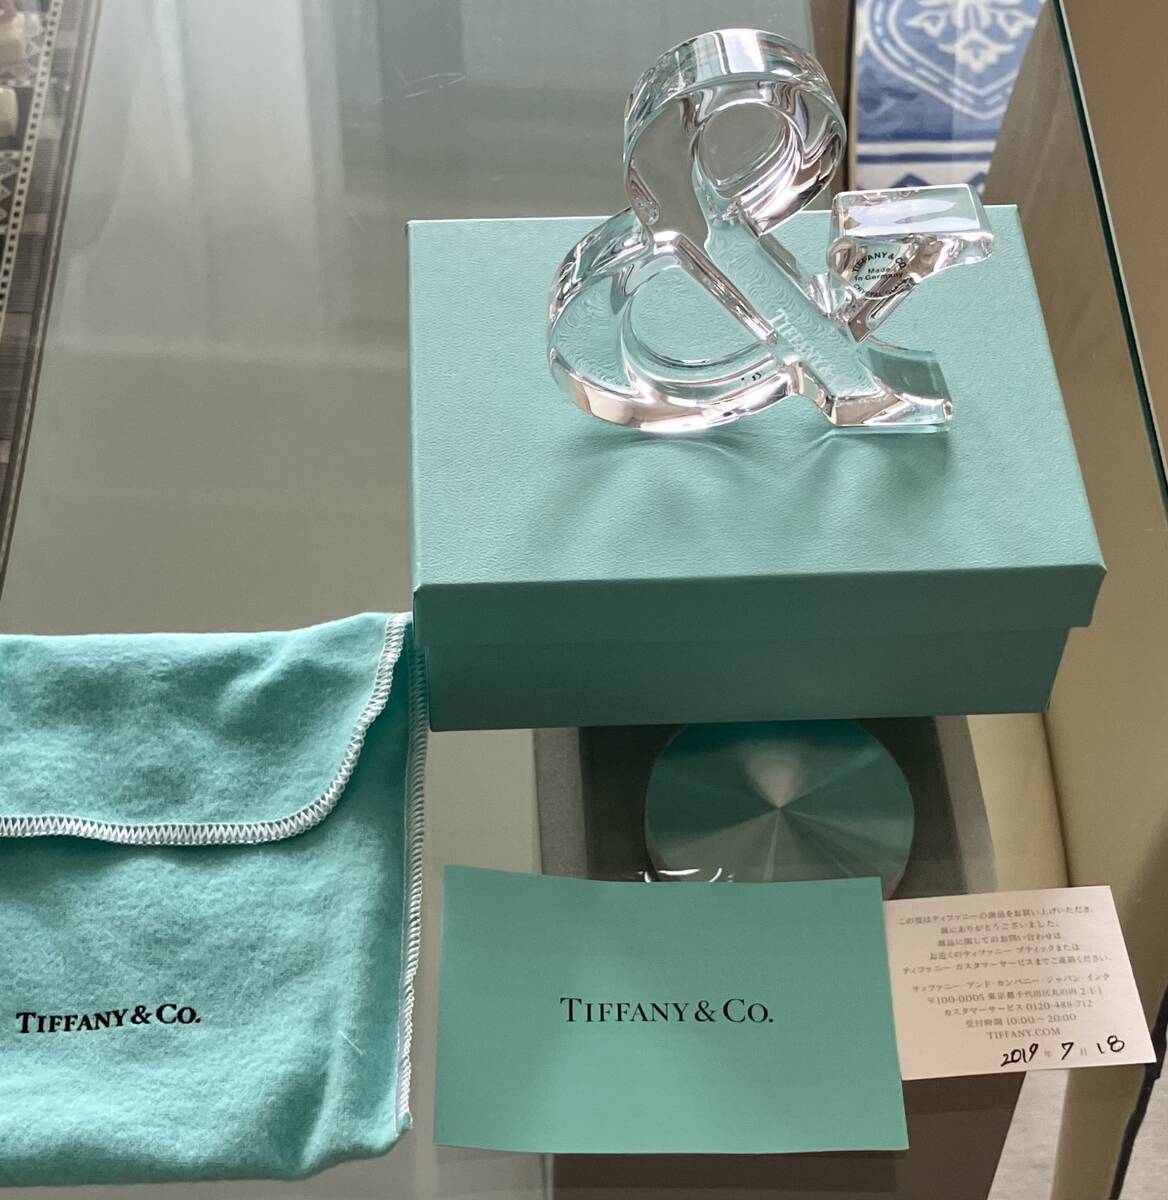 TIFFANY & CO.
Made
in Germany
CRYSTAL
TIFFANY
TIFFANY & CO.
TIFFANY & CO.
この度はティファニーの商品をお買い上げいただき、
誠にありがとうございました。
商品に関してのお問い合わせは、
お近くのティファニー ブティックまたは
ティファニー カスタマーサービスまでご連絡ください。
ティファニー・アンド・カンパニー・ジャパン・インク
〒100-0005 東京都千代田区丸の内 2-1-1
カスタマーサービス 0120-488-712
受付時間 10:00～20:00
TIFFANY.COM
2019 年 7 月 18